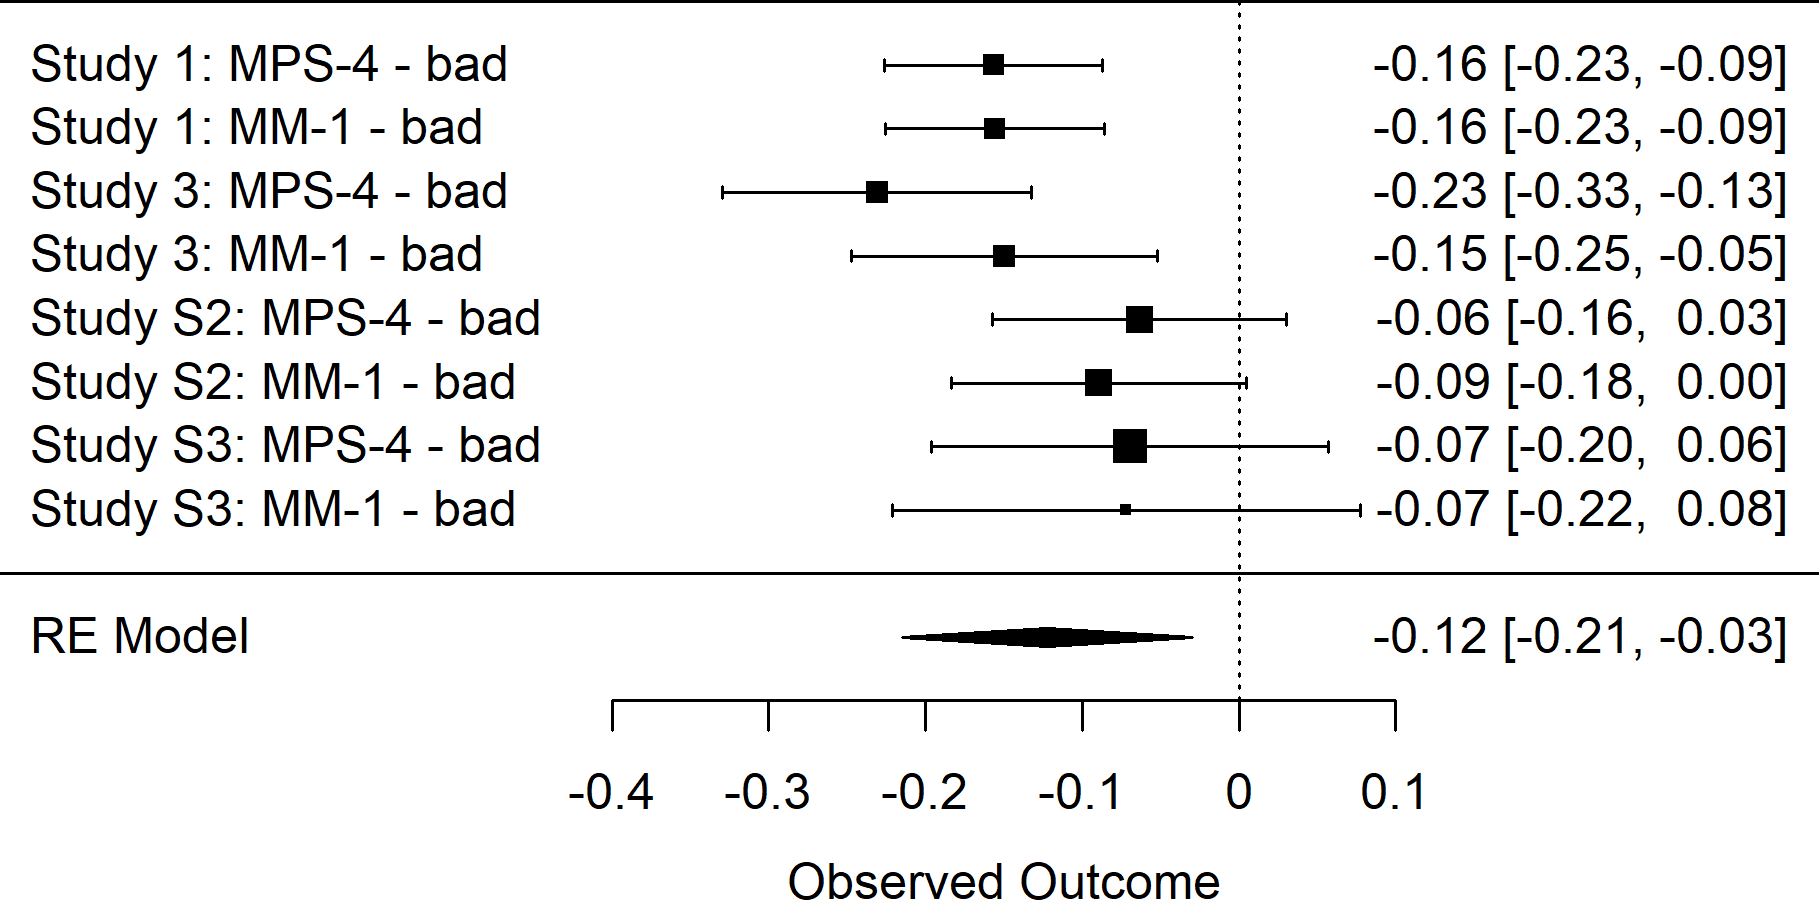 Study 1: MPS-4 - bad -0.16 [-0.23, -0.09]
Study 1: MM-1 - bad -0.16 [-0.23, -0.09]
Study 3: MPS-4 - bad -0.23 [-0.33, -0.13]
Study 3: MM-1 - bad -0.15 [-0.25, -0.05]
Study S2: MPS-4 - bad -0.06 [-0.16, 0.03]
Study S2: MM-1 - bad -0.09 [-0.18, 0.00]
Study S3: MPS-4 - bad -0.07 [-0.20, 0.06]
Study S3: MM-1 - bad -0.07 [-0.22, 0.08]
RE Model -0.12 [-0.21, -0.03]
-0.4 -0.3 -0.2 -0.1 0 0.1
Observed Outcome